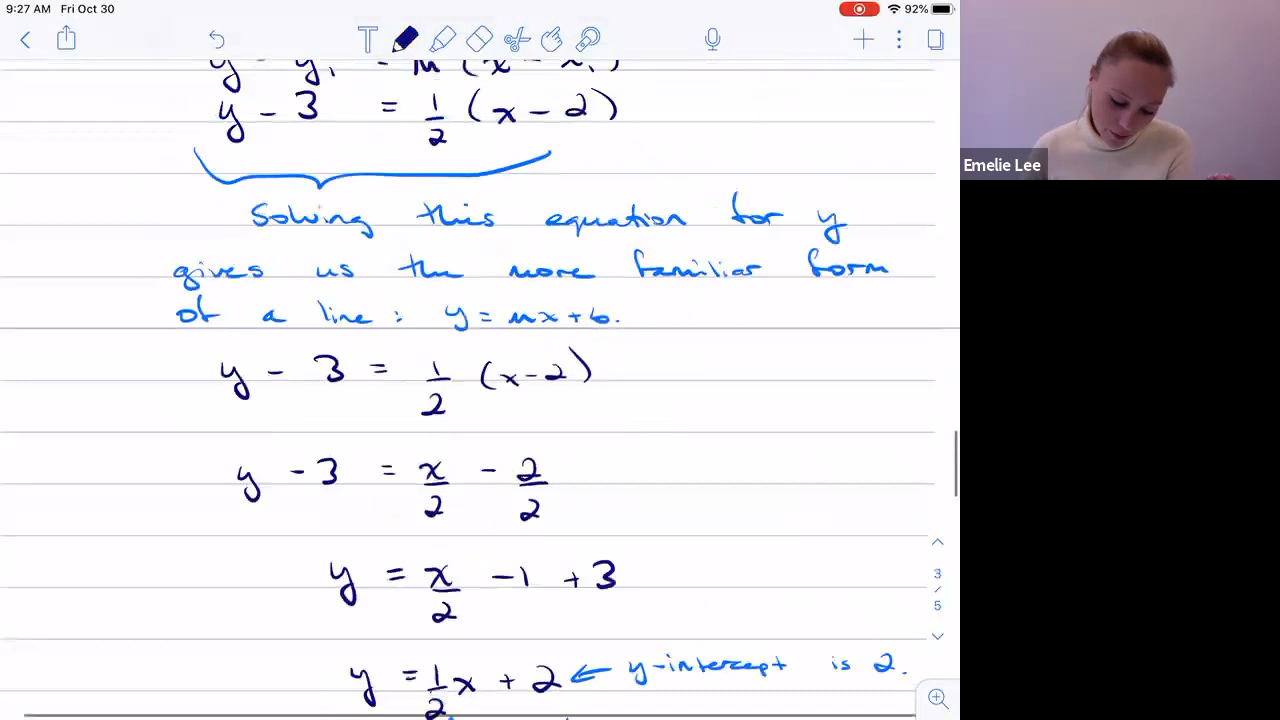 9:27 AM Fri Oct 30
92%
y - y₁ = m (x - x₁)
y - 3 = 1/2 (x - 2)
Emelie Lee
Solving this equation for y
gives us the more familiar form
of a line : y = mx + b.
y - 3 = 1/2 (x - 2)
y - 3 = x/2 - 2/2
y = x/2 - 1 + 3
3 / 5
y = 1/2 x + 2 ← y-intercept is 2.